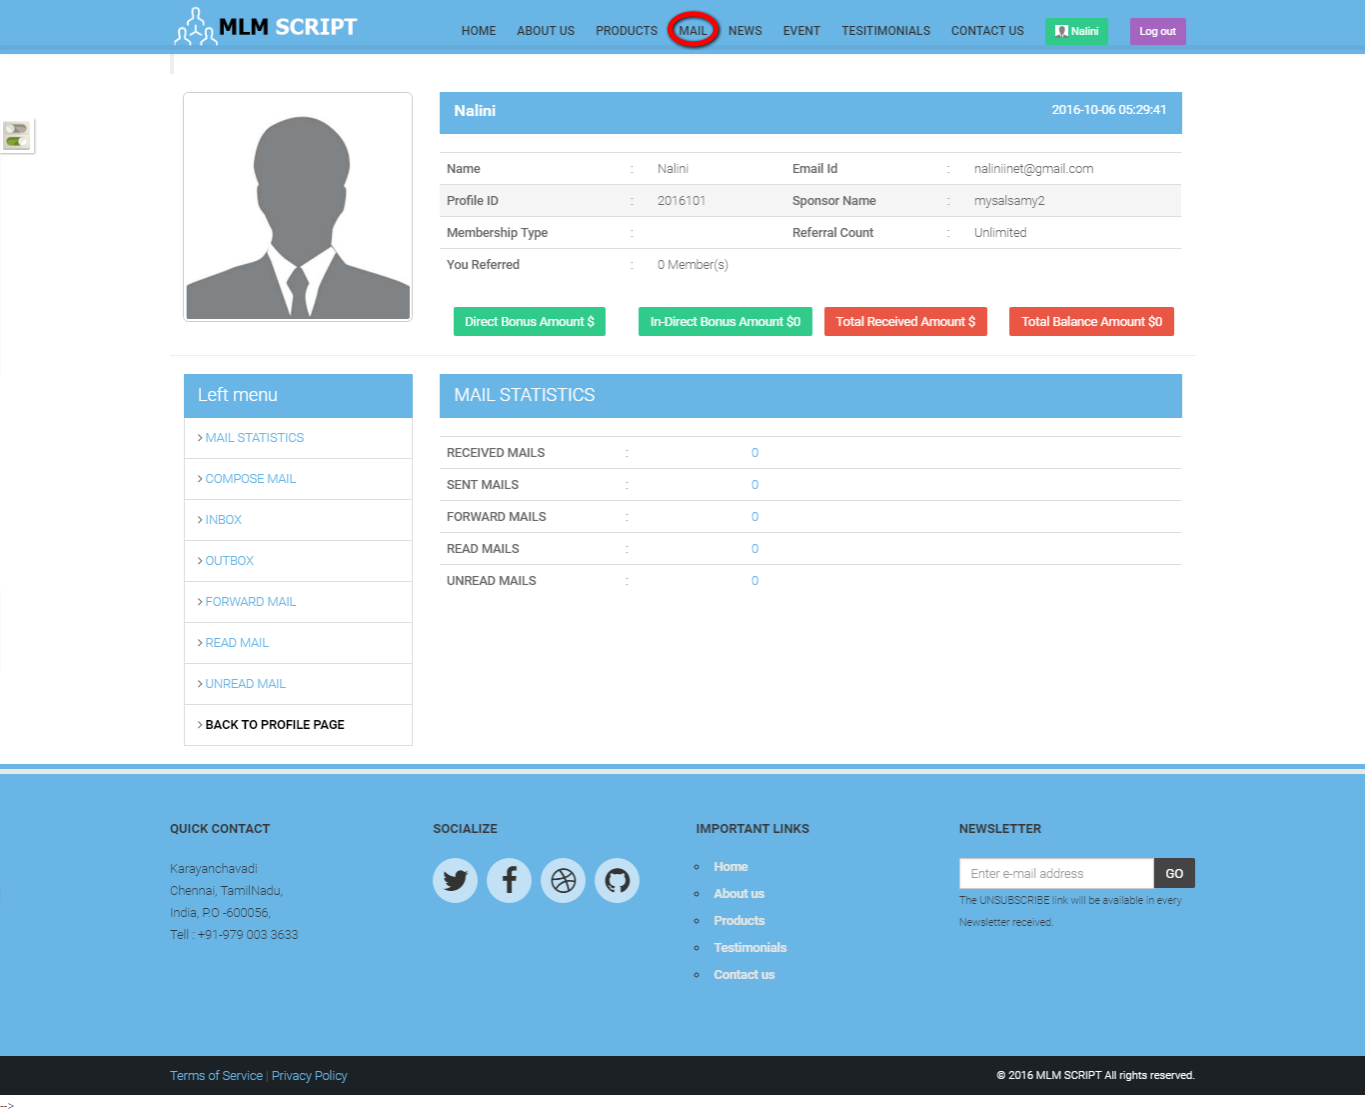 MLM SCRIPT
HOME ABOUT US PRODUCTS MAIL NEWS EVENT TESITIMONIALS CONTACT US Nalini Log out
Nalini 2016-10-06 05:29:41
Name : Nalini Email Id : naliniinet@gmail.com
Profile ID : 2016101 Sponsor Name : mysalsamy2
Membership Type : Referral Count : Unlimited
You Referred : 0 Member(s)
Direct Bonus Amount $ In-Direct Bonus Amount $0 Total Received Amount $ Total Balance Amount $0
Left menu
> MAIL STATISTICS
> COMPOSE MAIL
> INBOX
> OUTBOX
> FORWARD MAIL
> READ MAIL
> UNREAD MAIL
> BACK TO PROFILE PAGE
MAIL STATISTICS
RECEIVED MAILS : 0
SENT MAILS : 0
FORWARD MAILS : 0
READ MAILS : 0
UNREAD MAILS : 0
QUICK CONTACT
Karayanchavadi
Chennai, TamilNadu,
India, P.O -600056,
Tell : +91-979 003 3633
SOCIALIZE
IMPORTANT LINKS
Home
About us
Products
Testimonials
Contact us
NEWSLETTER
Enter e-mail address GO
The UNSUBSCRIBE link will be available in every
Newsletter received.
Terms of Service | Privacy Policy
© 2016 MLM SCRIPT All rights reserved.
-->